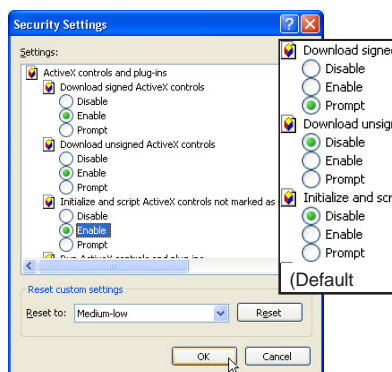 Security Settings
Settings:
ActiveX controls and plug-ins
Download signed ActiveX controls
Disable
Enable
Prompt
Download unsigned ActiveX controls
Disable
Enable
Prompt
Initialize and script ActiveX controls not marked as
Disable
Enable
Prompt
Reset custom settings
Reset to: Medium-low Reset
OK Cancel
Download signed
Disable
Enable
Prompt
Download
Disable
Enable
Prompt
Initialize and
Disable
Enable
Prompt
(Default